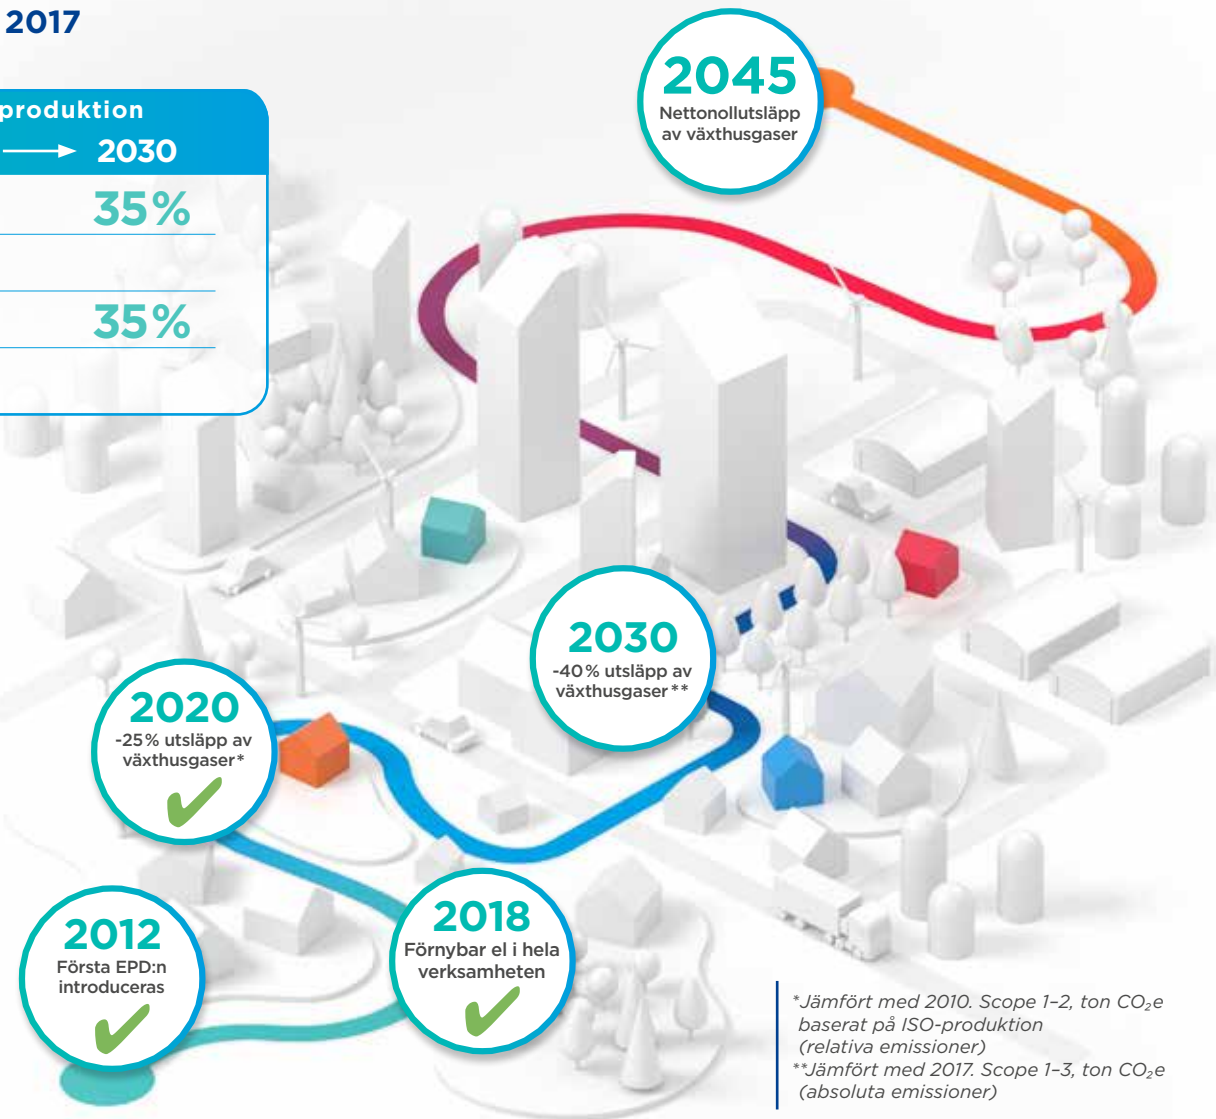 2017
produktion
2030
35%
35%
2045
Nettonollutsläpp
av växthusgaser
2030
-40% utsläpp av
växthusgaser**
2020
-25% utsläpp av
växthusgaser*
2018
Förnybar el i hela
verksamheten
2012
Första EPD:n
introduceras
*Jämfört med 2010. Scope 1–2, ton CO₂e
baserat på ISO-produktion
(relativa emissioner)
**Jämfört med 2017. Scope 1–3, ton CO₂e
(absoluta emissioner)